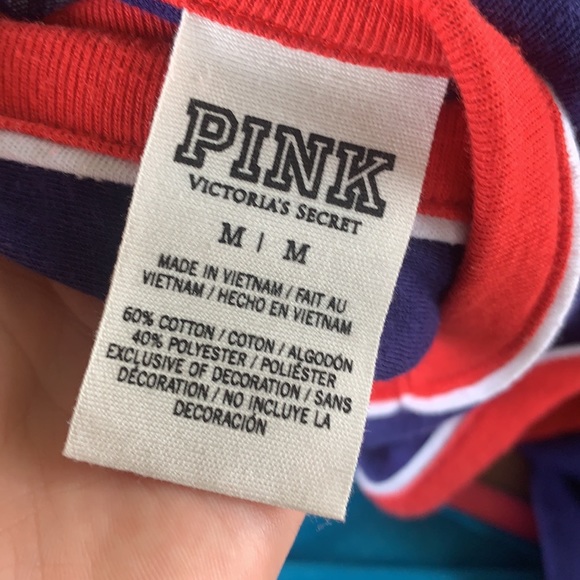 PINK
VICTORIA'S SECRET
M | M
MADE IN VIETNAM / FAIT AU
VIETNAM / HECHO EN VIETNAM
60% COTTON / COTON / ALGODÓN
40% POLYESTER / POLIÉSTER
EXCLUSIVE OF DECORATION / SANS
DÉCORATION / NO INCLUYE LA
DECORACIÓN